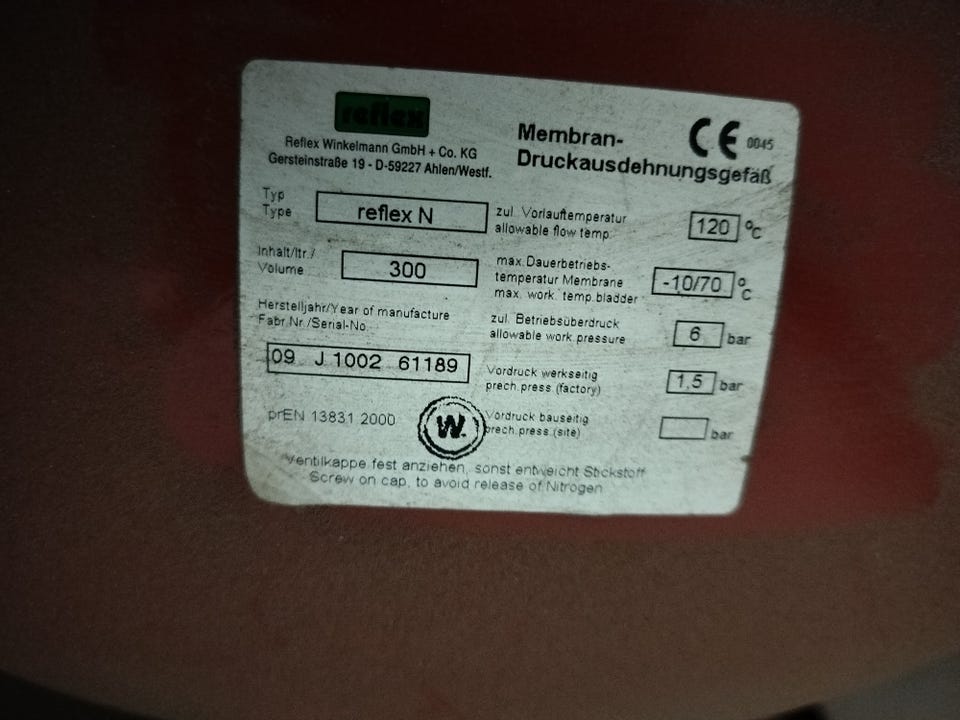 reflex
Reflex Winkelmann GmbH + Co. KG
Gersteinstraße 19 - D-59227 Ahlen/Westf.
Membran-
Druckausdehnungsgefäß
CE 0045
Typ
Type
reflex N
Inhalt/ltr./
Volume
300
Herstelljahr/Year of manufacture
Fabr.Nr./Serial-No.
09 J 1002 61189
prEN 13831 2000
W.
zul. Vorlauftemperatur
allowable flow temp.
120 °C
max.Dauerbetriebs-
temperatur Membrane
max. work. temp.bladder
-10/70 °C
zul. Betriebsüberdruck
allowable work.pressure
6 bar
Vordruck werkseitig
prech.press.(factory)
1,5 bar
Vordruck bauseitig
prech.press.(site)
bar
Ventilkappe fest anziehen, sonst entweicht Stickstoff
Screw on cap, to avoid release of Nitrogen